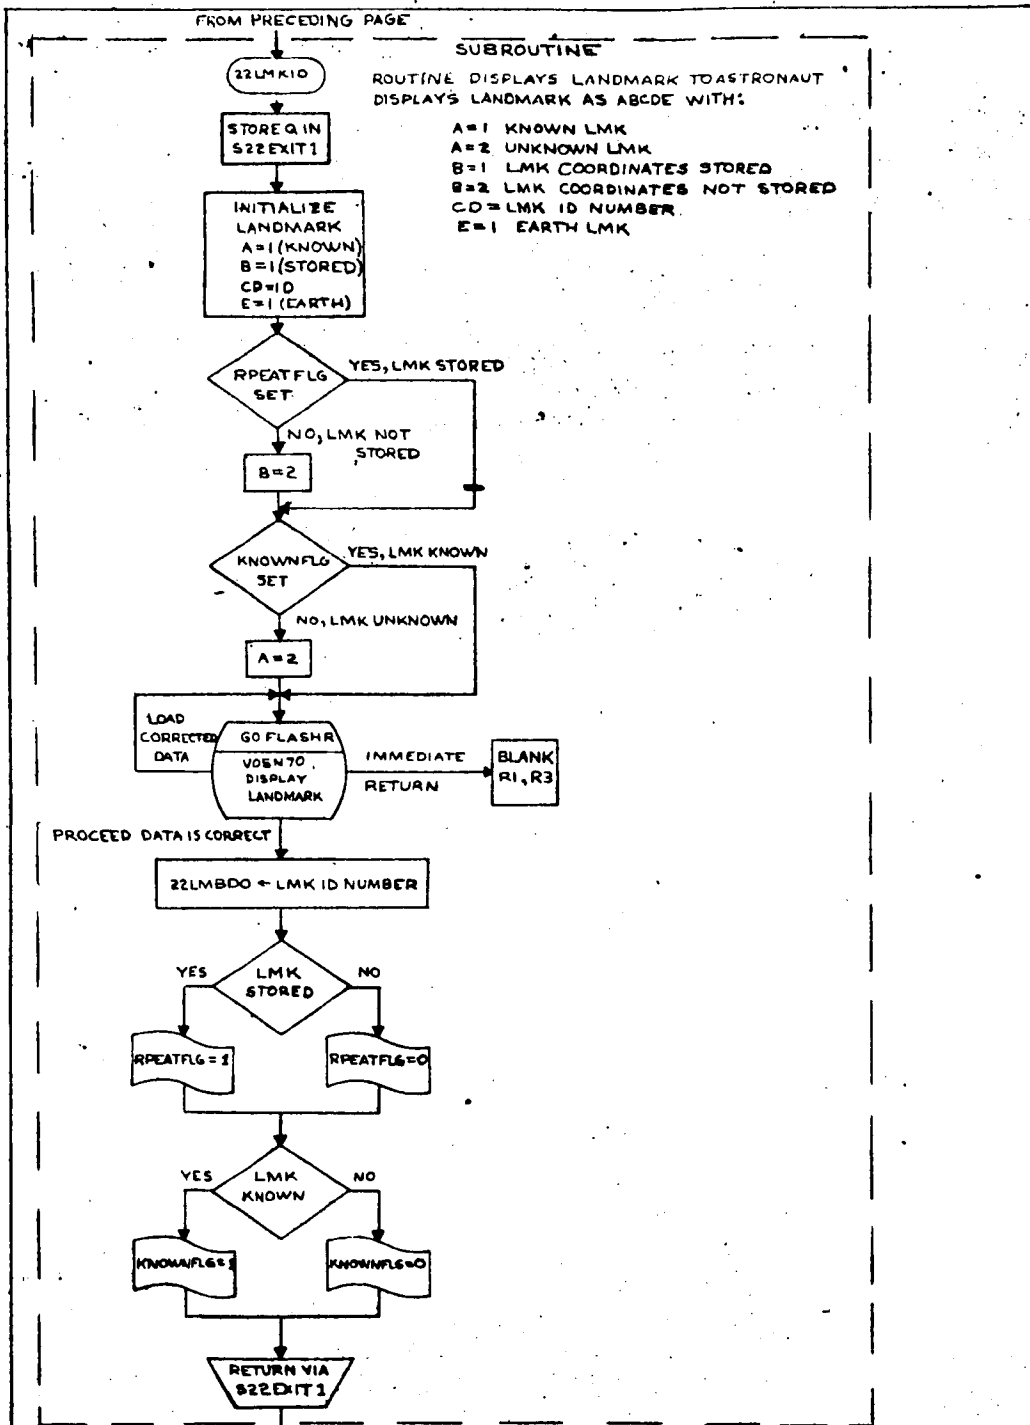 FROM PRECEDING PAGE
SUBROUTINE
22LMKID
ROUTINE DISPLAYS LANDMARK TO ASTRONAUT
DISPLAYS LANDMARK AS ABCDE WITH:
A=1 KNOWN LMK
A=2 UNKNOWN LMK
B=1 LMK COORDINATES STORED
B=2 LMK COORDINATES NOT STORED
CD=LMK ID NUMBER
E=1 EARTH LMK
STORE Q IN
S22EXIT1
INITIALIZE
LANDMARK
A=1(KNOWN)
B=1(STORED)
CD=ID
E=1(EARTH)
RPEATFLG
SET
YES, LMK STORED
NO, LMK NOT
STORED
B=2
KNOWNFLG
SET
YES, LMK KNOWN
NO, LMK UNKNOWN
A=2
LOAD
CORRECTED
DATA
GOFLASHR
V05N70,
DISPLAY
LANDMARK
IMMEDIATE
RETURN
BLANK
R1, R3
PROCEED DATA IS CORRECT
22LMBDO ← LMK ID NUMBER
LMK
STORED
YES
NO
RPEATFLG=1
RPEATFLG=0
LMK
KNOWN
YES
NO
KNOWNFLG=1
KNOWNFLG=0
RETURN VIA
S22EXIT1